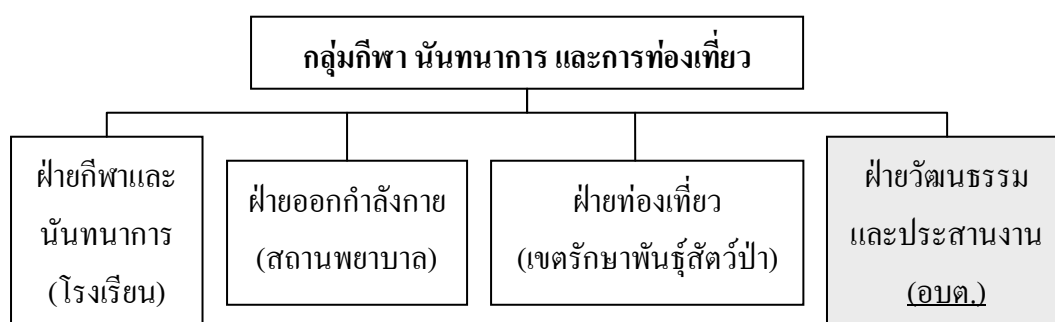 กลุ่มกีฬา นันทนาการ และการท่องเที่ยว
ฝ่ายกีฬาและ
นันทนาการ
(โรงเรียน)
ฝ่ายออกกำลังกาย
(สถานพยาบาล)
ฝ่ายท่องเที่ยว
(เขตรักษาพันธุ์สัตว์ป่า)
ฝ่ายวัฒนธรรม
และประสานงาน
(อบต.)